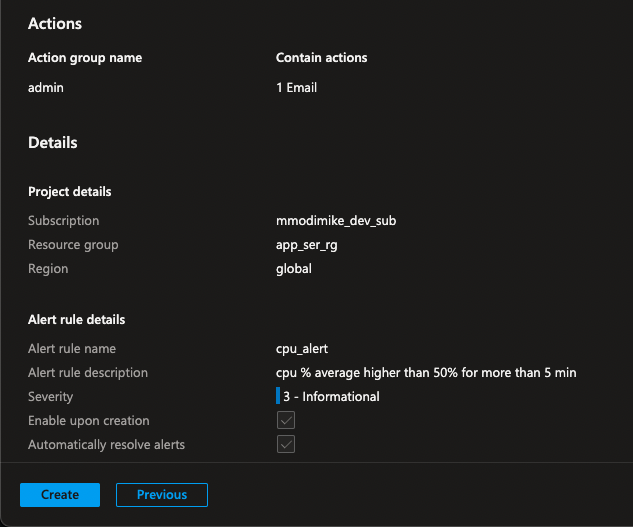 Actions
Action group name Contain actions
admin 1 Email
Details
Project details
Subscription mmodimike_dev_sub
Resource group app_ser_rg
Region global
Alert rule details
Alert rule name cpu_alert
Alert rule description cpu % average higher than 50% for more than 5 min
Severity 3 - Informational
Enable upon creation
Automatically resolve alerts
Create Previous